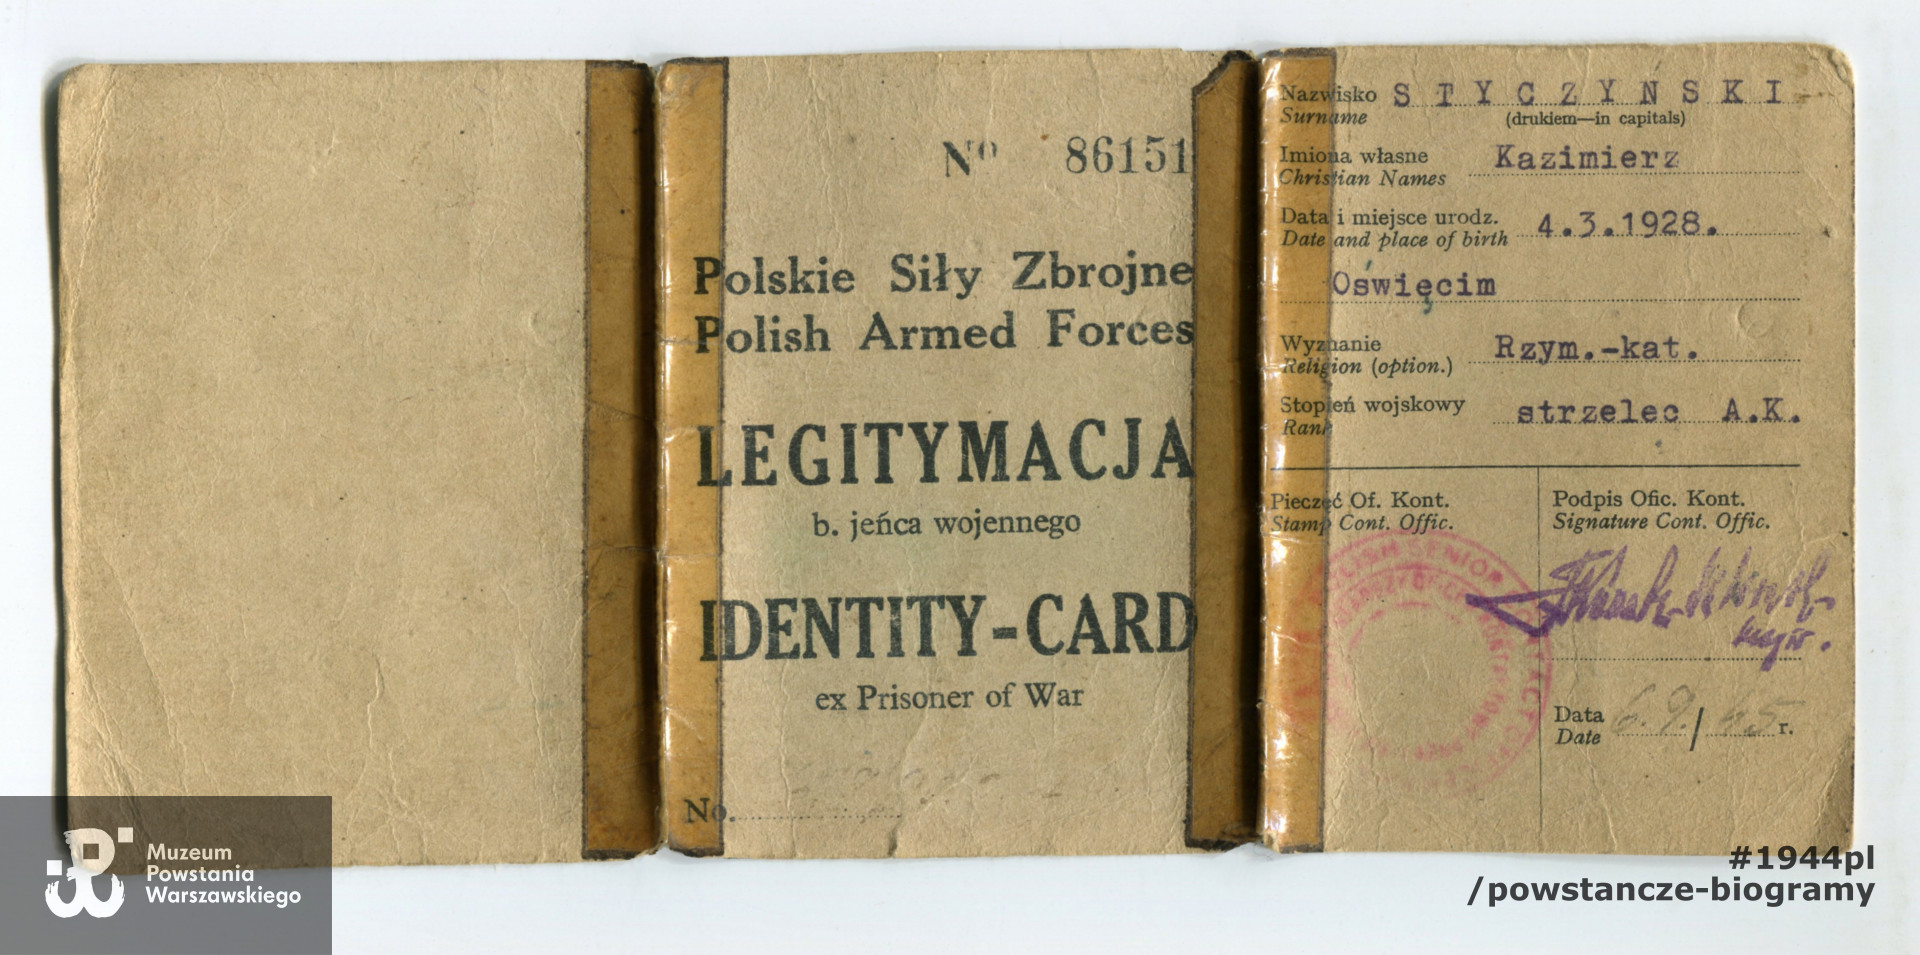 Nº 86151
Polskie Siły Zbrojne
Polish Armed Forces
LEGITYMACJA
b. jeńca wojennego
IDENTITY-CARD
ex Prisoner of War
No.
Nazwisko STYCZYNSKI
Surname (drukiem—in capitals)
Imiona własne Kazimierz
Christian Names
Data i miejsce urodz. 4.3.1928.
Date and place of birth
Oświęcim
Wyznanie Rzym.-kat.
Religion (option.)
Stopień wojskowy strzelec A.K.
Rank
Pieczęć Of. Kont.
Stamp Cont. Offic.
Podpis Ofic. Kont.
Signature Cont. Offic.
POLISH SENIOR
mjr.
Data 6.9./45 r.
Date
Muzeum
Powstania
Warszawskiego
#1944pl
/powstancze-biogramy